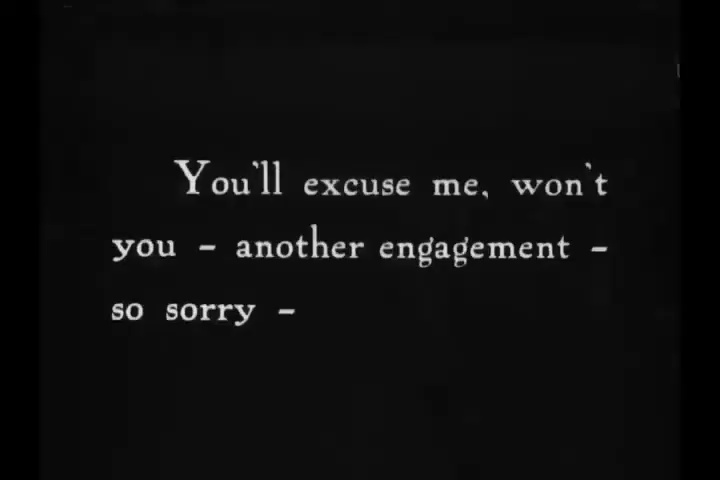 You'll excuse me, won't
you - another engagement -
so sorry -